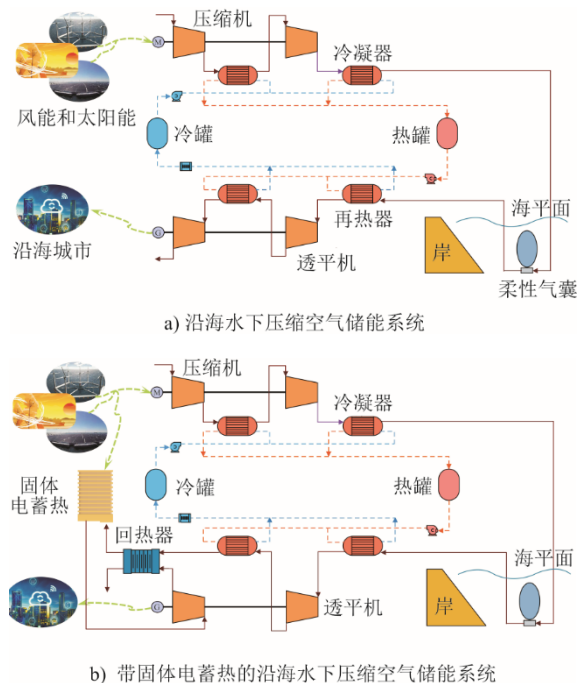 压缩机
M
冷凝器
风能和太阳能
冷罐
热罐
再热器
海平面
沿海城市
G
透平机
岸
柔性气囊
a) 沿海水下压缩空气储能系统
压缩机
M
冷凝器
固体
电蓄热
冷罐
热罐
回热器
海平面
G
透平机
岸
b) 带固体电蓄热的沿海水下压缩空气储能系统